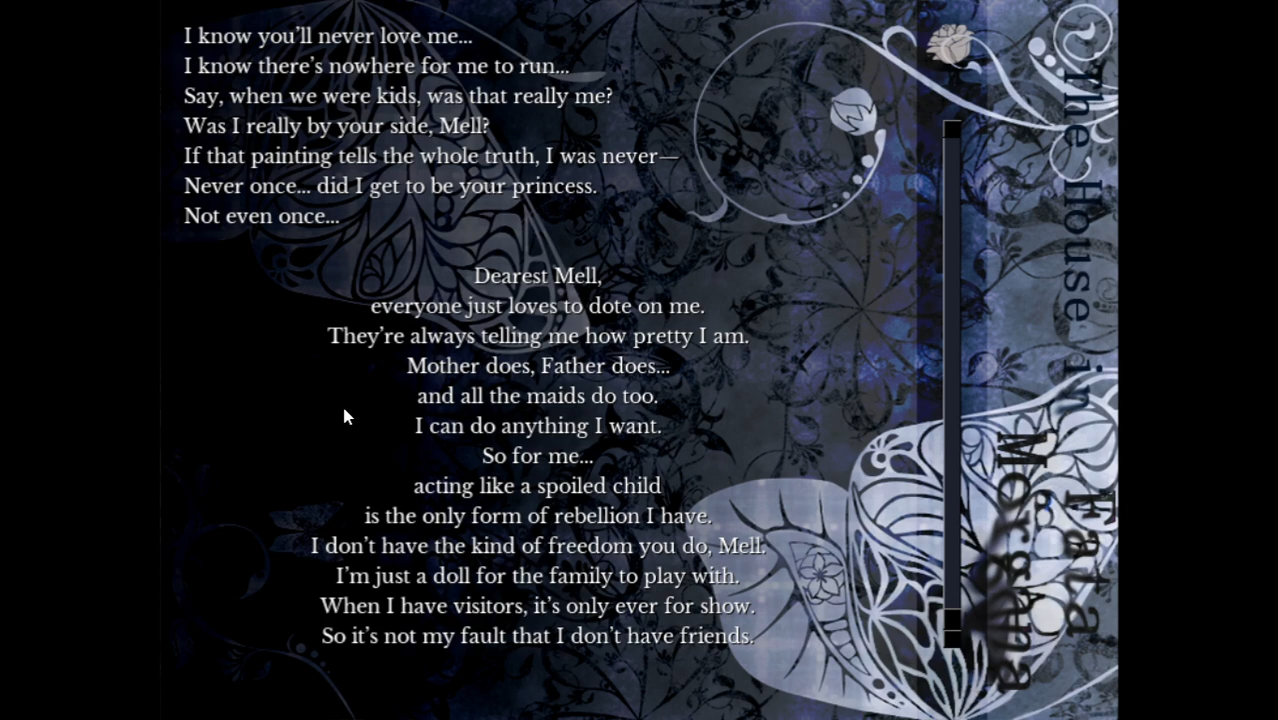 I know you’ll never love me...
I know there’s nowhere for me to run...
Say, when we were kids, was that really me?
Was I really by your side, Mell?
If that painting tells the whole truth, I was never—
Never once... did I get to be your princess.
Not even once...
Dearest Mell,
everyone just loves to dote on me.
They’re always telling me how pretty I am.
Mother does, Father does...
and all the maids do too.
I can do anything I want.
So for me...
acting like a spoiled child
is the only form of rebellion I have.
I don’t have the kind of freedom you do, Mell.
I’m just a doll for the family to play with.
When I have visitors, it’s only ever for show.
So it’s not my fault that I don’t have friends.
The House in
Fata
Morgana